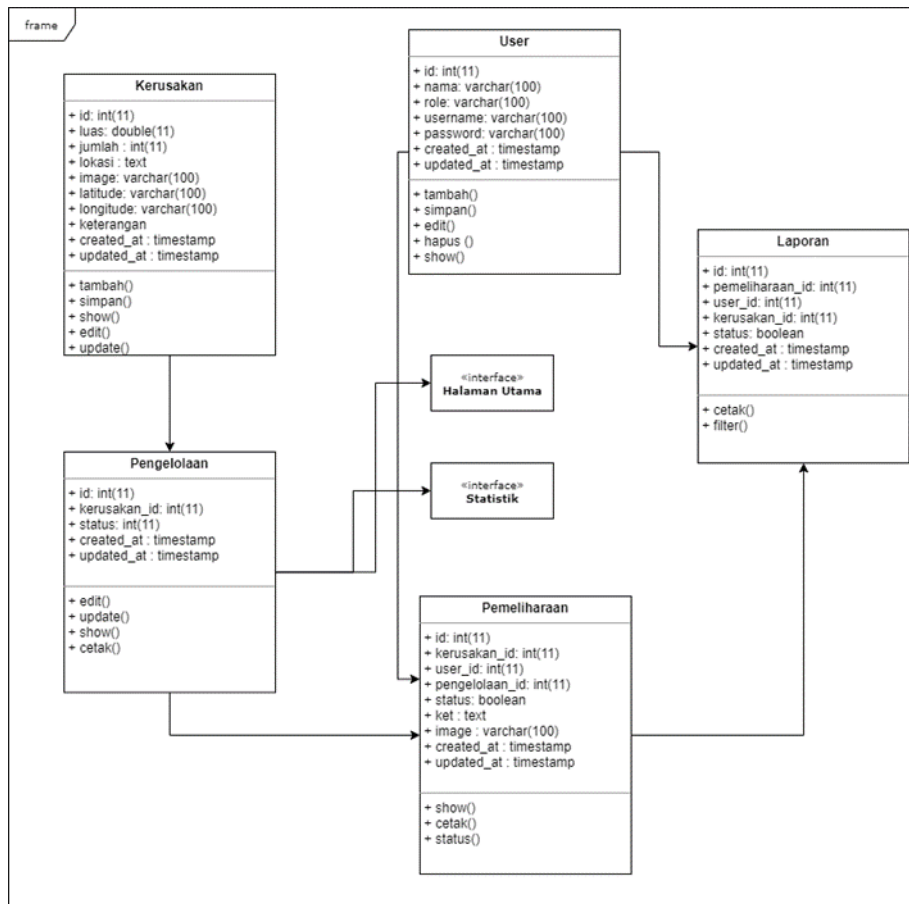 frame
Kerusakan
+ id: int(11)
+ luas: double(11)
+ jumlah : int(11)
+ lokasi : text
+ image: varchar(100)
+ latitude: varchar(100)
+ longitude: varchar(100)
+ keterangan
+ created_at : timestamp
+ updated_at : timestamp
+ tambah()
+ simpan()
+ show()
+ edit()
+ update()
User
+ id: int(11)
+ nama: varchar(100)
+ role: varchar(100)
+ username: varchar(100)
+ password: varchar(100)
+ created_at : timestamp
+ updated_at : timestamp
+ tambah()
+ simpan()
+ edit()
+ hapus ()
+ show()
Laporan
+ id: int(11)
+ pemeliharaan_id: int(11)
+ user_id: int(11)
+ kerusakan_id: int(11)
+ status: boolean
+ created_at : timestamp
+ updated_at : timestamp
+ cetak()
+ filter()
«interface»
Halaman Utama
«interface»
Statistik
Pengelolaan
+ id: int(11)
+ kerusakan_id: int(11)
+ status: int(11)
+ created_at : timestamp
+ updated_at : timestamp
+ edit()
+ update()
+ show()
+ cetak()
Pemeliharaan
+ id: int(11)
+ kerusakan_id: int(11)
+ user_id: int(11)
+ pengelolaan_id: int(11)
+ status: boolean
+ ket : text
+ image : varchar(100)
+ created_at : timestamp
+ updated_at : timestamp
+ show()
+ cetak()
+ status()